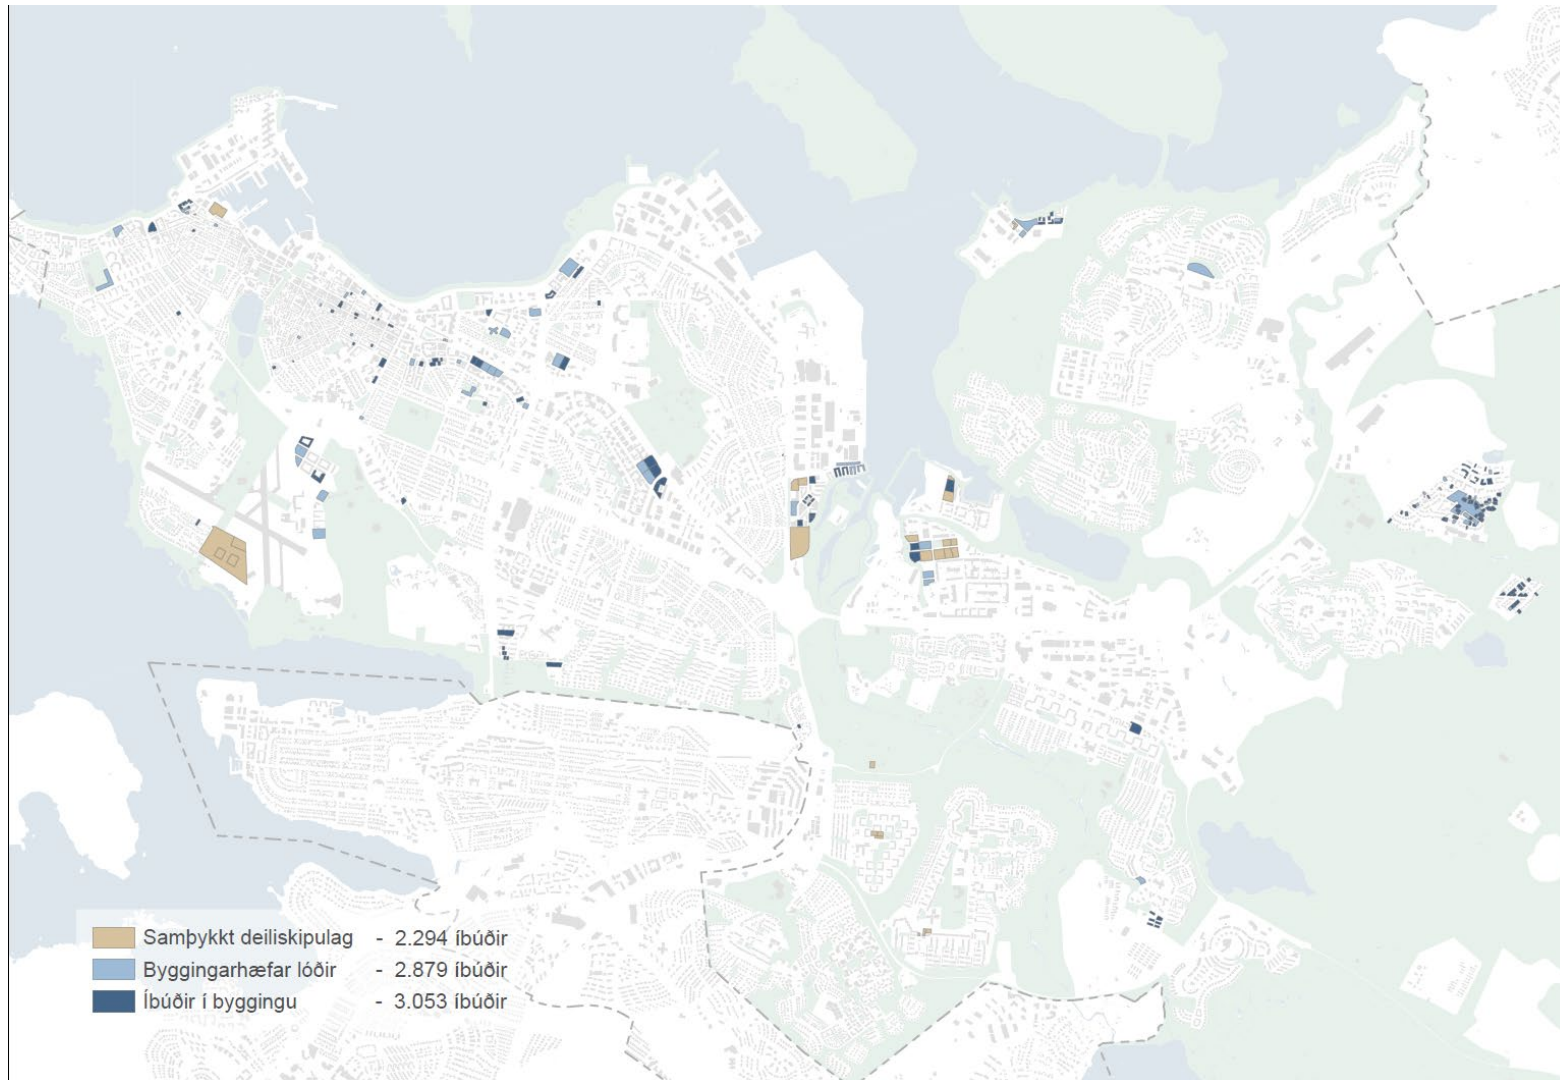 Samþykkt deiliskipulag - 2.294 íbúðir
Byggingarhæfar lóðir - 2.879 íbúðir
Íbúðir í byggingu - 3.053 íbúðir